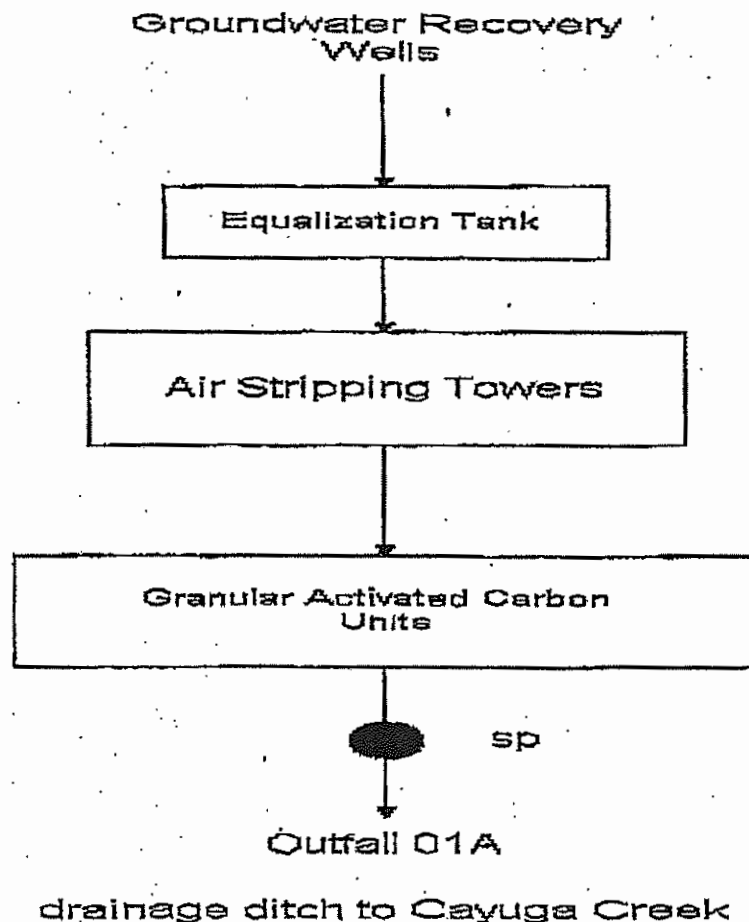 Groundwater Recovery
Wells
Equalization Tank
Air Stripping Towers
Granular Activated Carbon
Units
sp
Outfall 01A
drainage ditch to Cayuga Creek